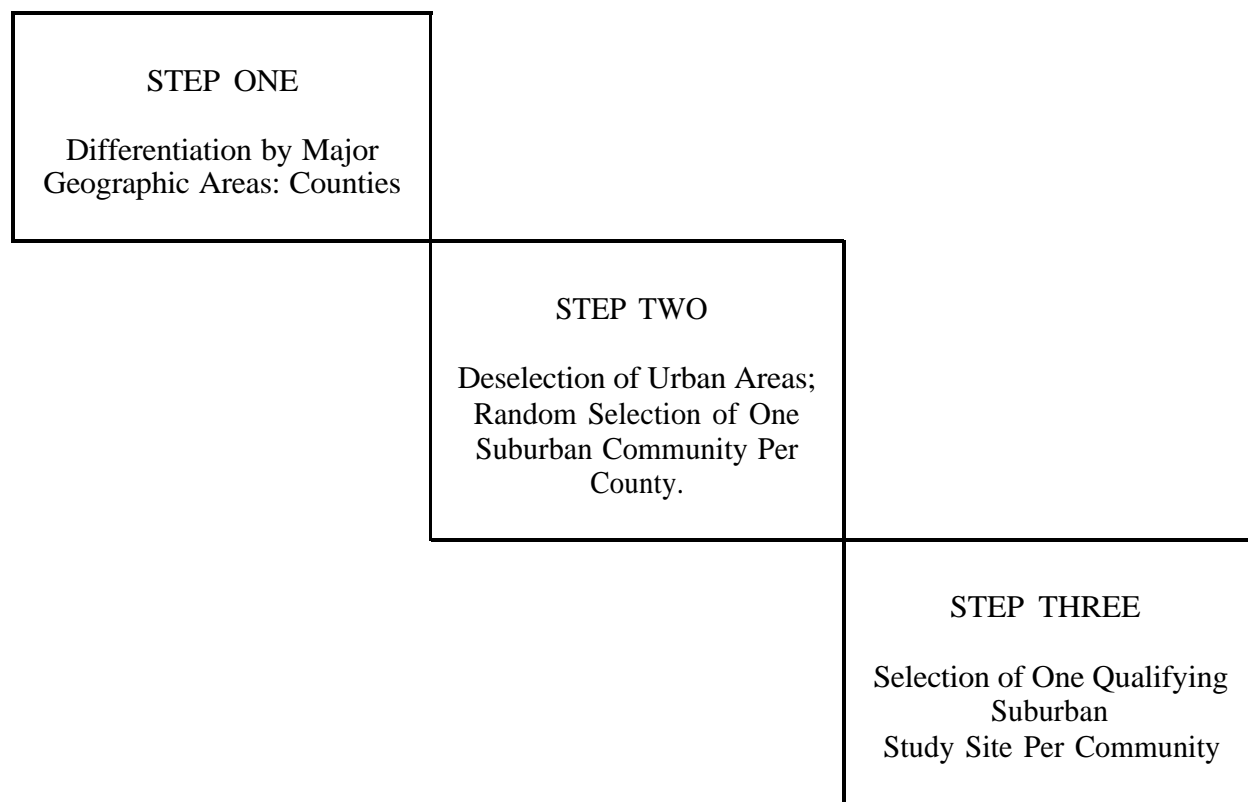 STEP ONE
Differentiation by Major
Geographic Areas: Counties
STEP TWO
Deselection of Urban Areas;
Random Selection of One
Suburban Community Per
County.
STEP THREE
Selection of One Qualifying
Suburban
Study Site Per Community